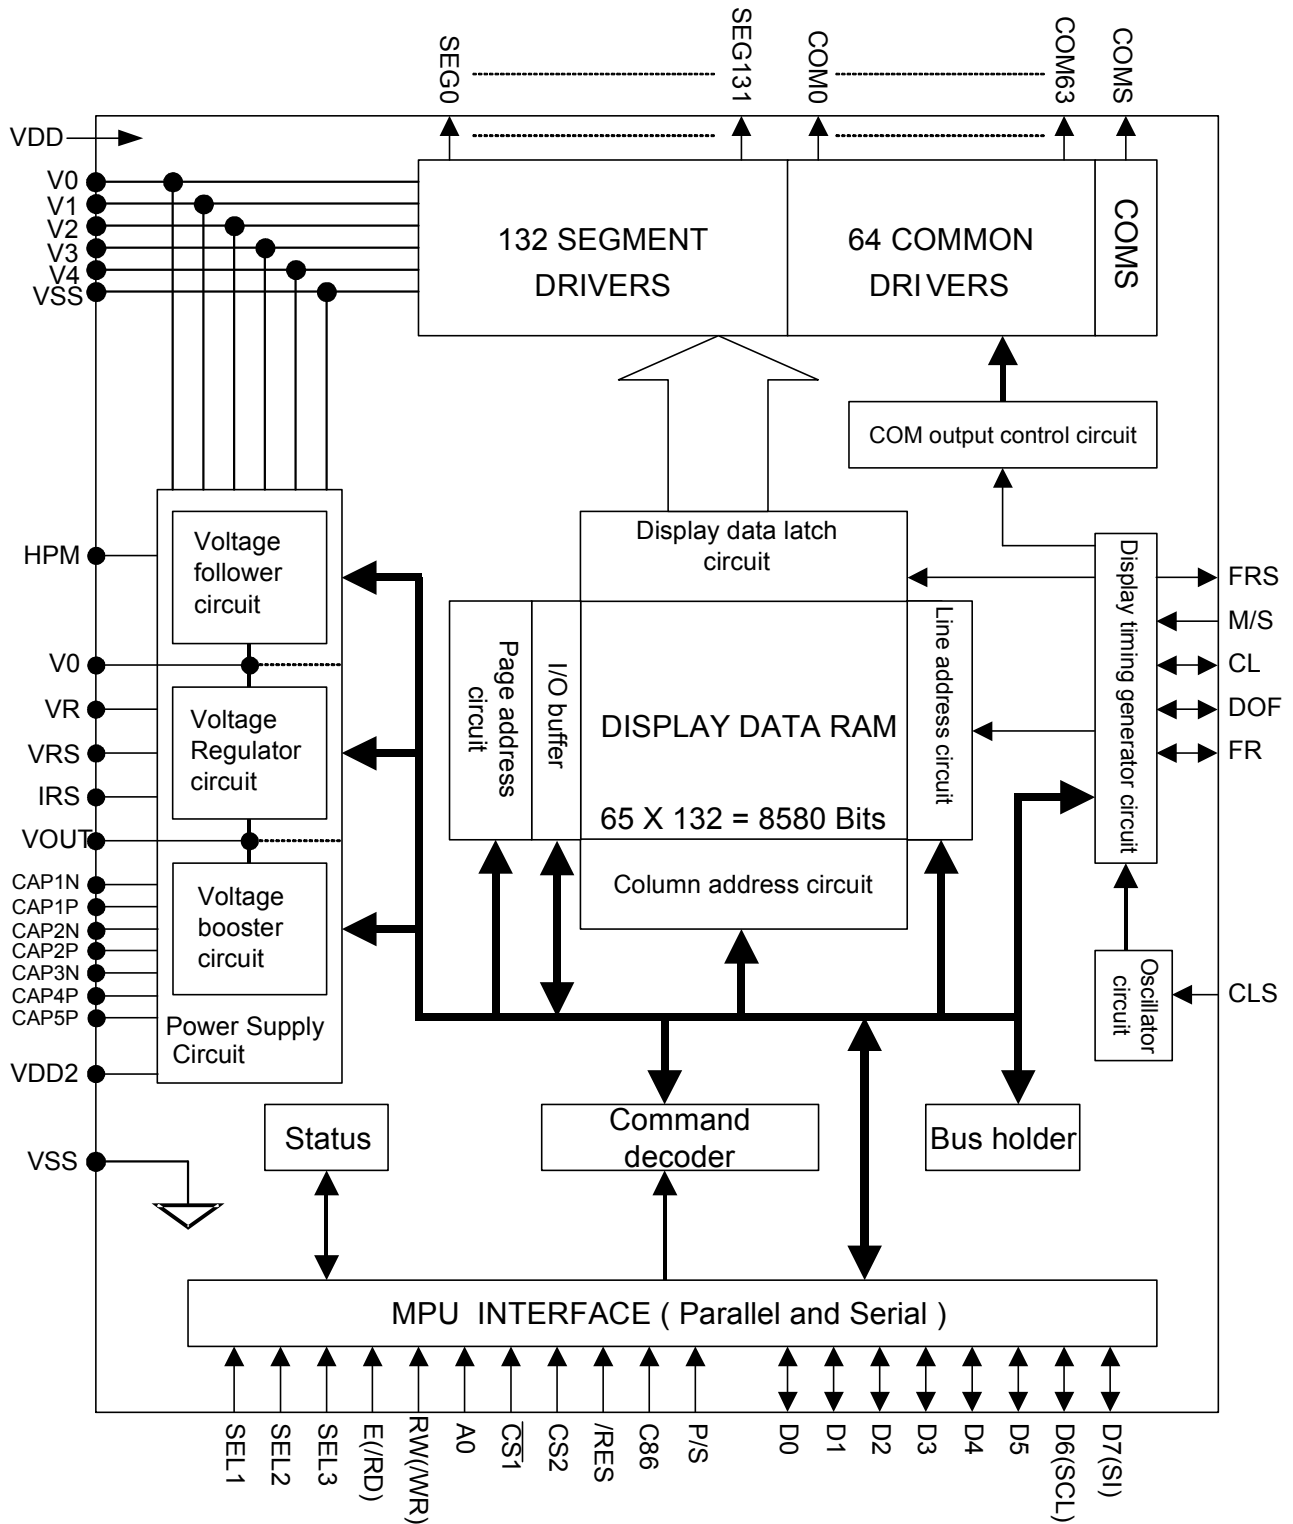 SEG0
SEG131
COM0
COM63
COMS
VDD
V0
V1
V2
V3
V4
VSS
132 SEGMENT
DRIVERS
64 COMMON
DRIVERS
COMS
COM output control circuit
HPM
V0
VR
VRS
IRS
VOUT
CAP1N
CAP1P
CAP2N
CAP2P
CAP3N
CAP4P
CAP5P
VDD2
VSS
Voltage
follower
circuit
Voltage
Regulator
circuit
Voltage
booster
circuit
Power Supply
Circuit
Display data latch
circuit
Page address
circuit
I/O buffer
DISPLAY DATA RAM
65 X 132 = 8580 Bits
Line address circuit
Column address circuit
Display timing generator circuit
FRS
M/S
CL
DOF
FR
Oscillator
circuit
CLS
Status
Command
decoder
Bus holder
MPU INTERFACE ( Parallel and Serial )
SEL1
SEL2
SEL3
E(/RD)
RW(/WR)
A0
C̅S̅1̅
CS2
/RES
C86
P/S
D0
D1
D2
D3
D4
D5
D6(SCL)
D7(SI)